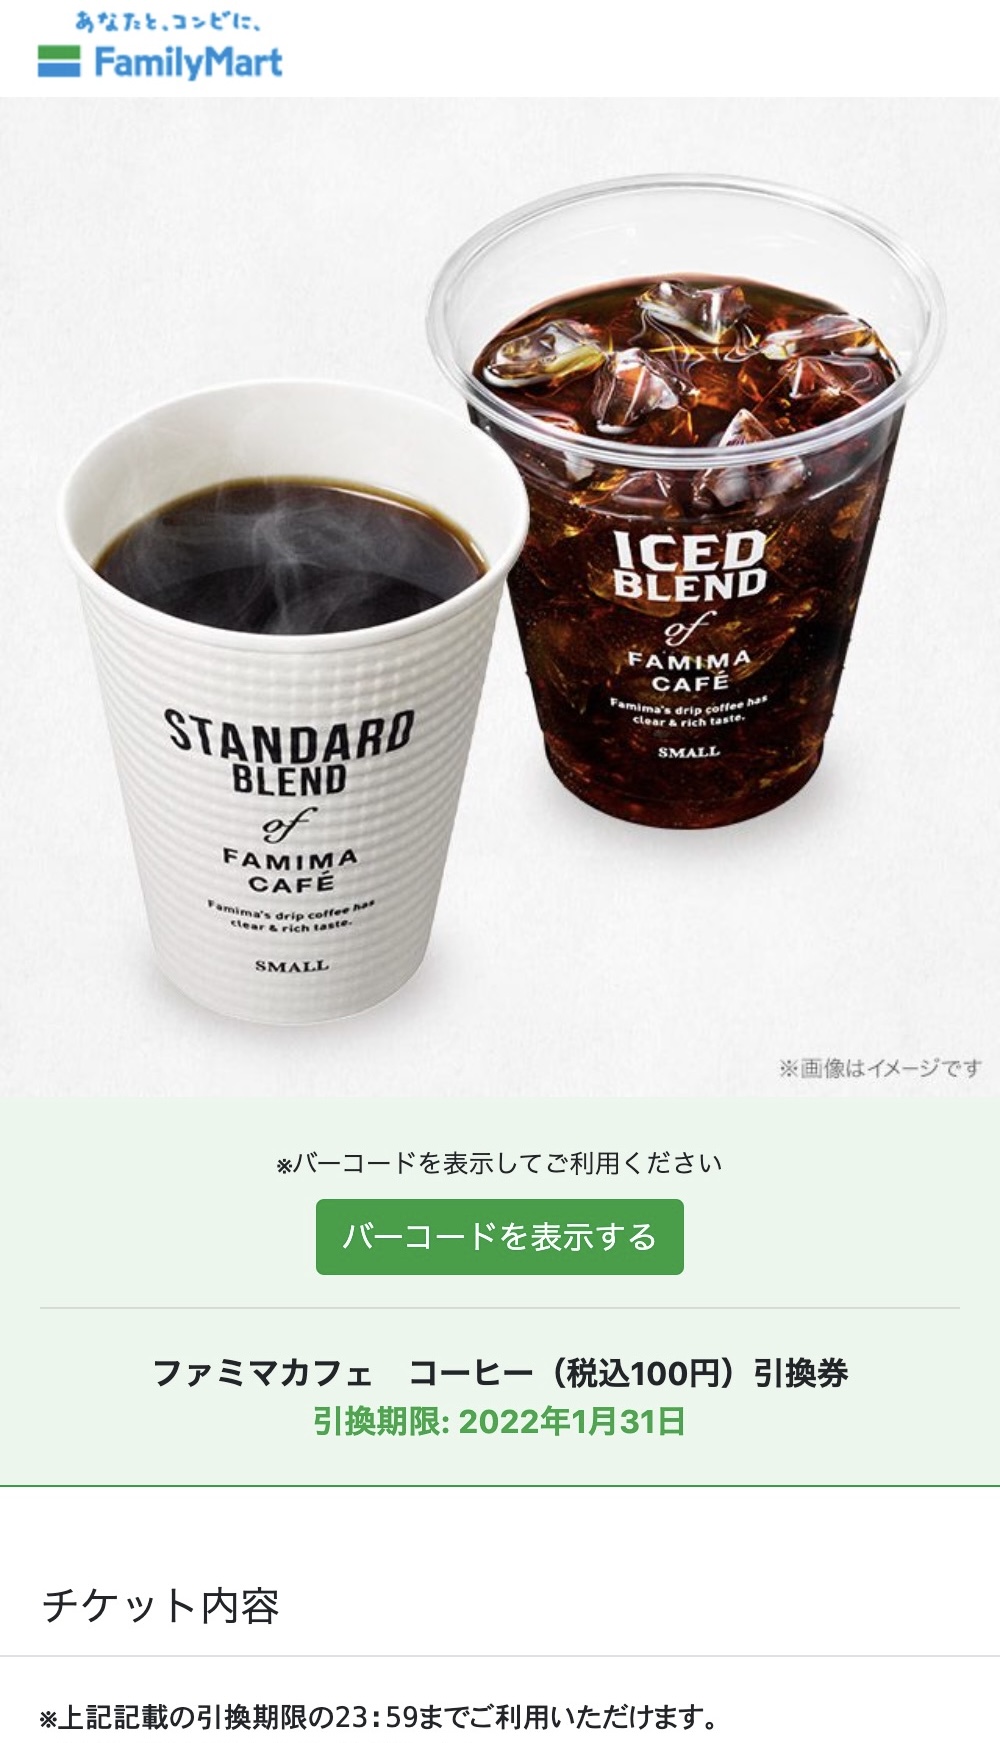 あなたと、コンビに、
FamilyMart
ICED
BLEND
of
FAMIMA
CAFÉ
Famima's drip coffee has
clear & rich taste.
SMALL
STANDARD
BLEND
of
FAMIMA
CAFÉ
Famima's drip coffee has
clear & rich taste.
SMALL
※画像はイメージです
※バーコードを表示してご利用ください
バーコードを表示する
ファミマカフェ　コーヒー（税込100円）引換券
引換期限: 2022年1月31日
チケット内容
※上記記載の引換期限の23:59までご利用いただけます。